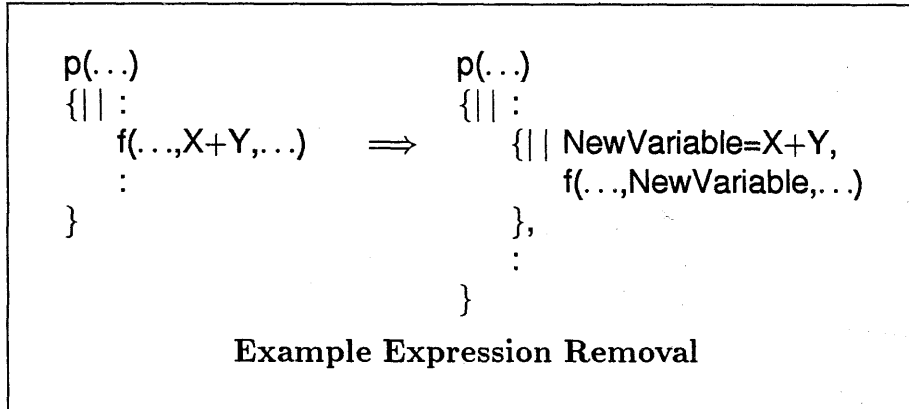 p(...)
{|| :
f(...,X+Y,...)
:
}
⟹
p(...)
{|| :
{|| NewVariable=X+Y,
f(...,NewVariable,...)
},
:
}
Example Expression Removal